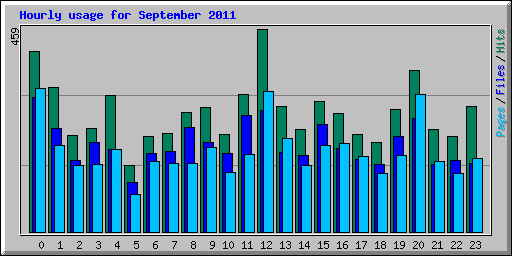 Hourly usage for September 2011
459
Pages/Files/Hits
0 1 2 3 4 5 6 7 8 9 10 11 12 13 14 15 16 17 18 19 20 21 22 23